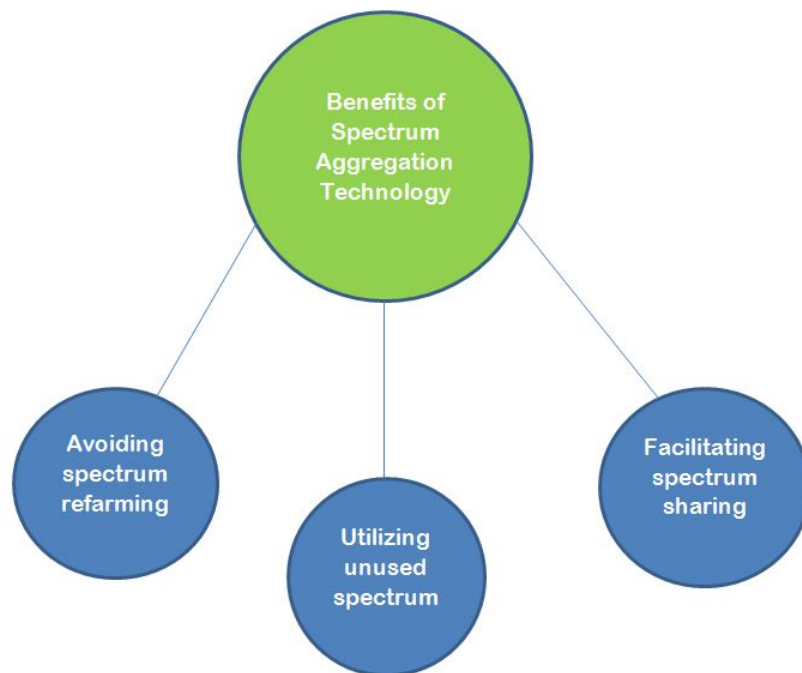 Benefits of
Spectrum
Aggregation
Technology
Avoiding
spectrum
refarming
Utilizing
unused
spectrum
Facilitating
spectrum
sharing